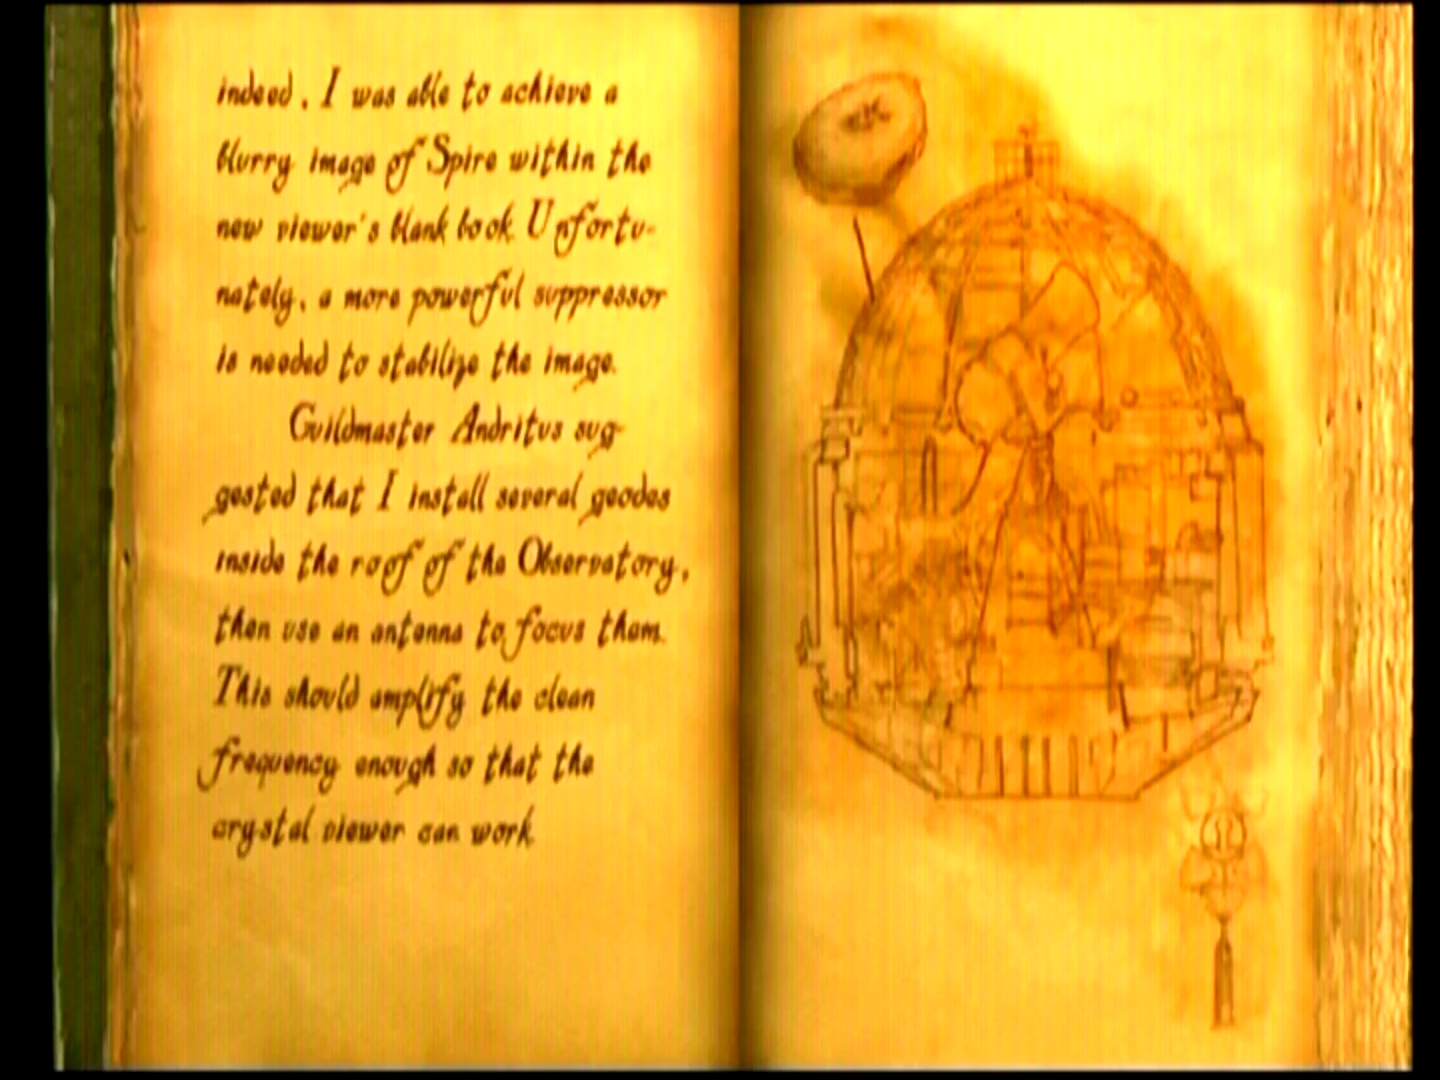 indeed, I was able to achieve a
blurry image of Spire within the
new viewer's blank book. Unfortu-
nately, a more powerful suppressor
is needed to stabilize the image.
Guildmaster Andritus sug-
gested that I install several geodes
inside the roof of the Observatory,
then use an antenna to focus them.
This should amplify the clean
frequency enough so that the
crystal viewer can work.